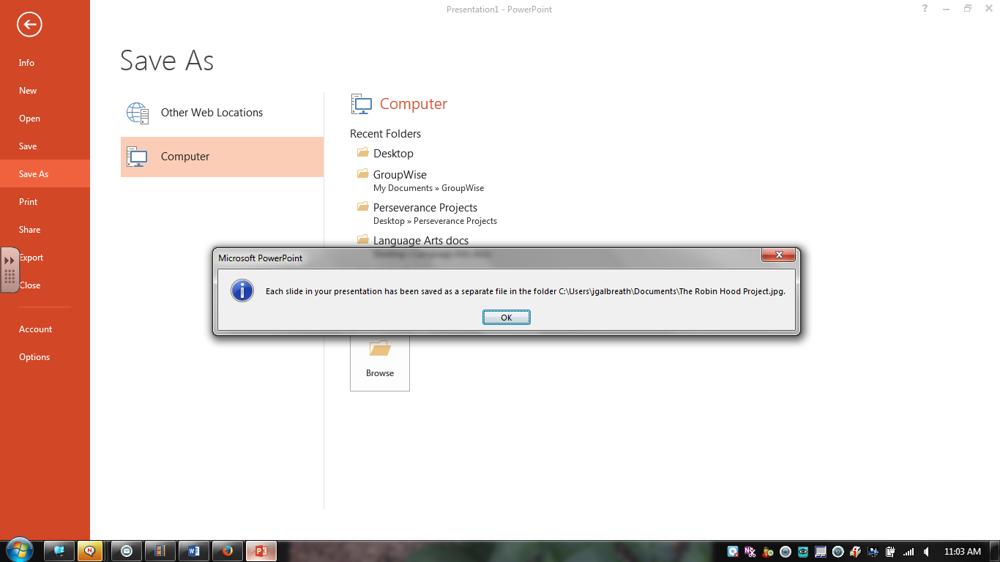 Presentation1 - PowerPoint
?
Info
New
Open
Save
Save As
Print
Share
Export
Close
Account
Options
Save As
Other Web Locations
Computer
Computer
Recent Folders
Desktop
GroupWise
My Documents » GroupWise
Perseverance Projects
Desktop » Perseverance Projects
Language Arts docs
Microsoft PowerPoint
Each slide in your presentation has been saved as a separate file in the folder C:\Users\jgalbreath\Documents\The Robin Hood Project.jpg.
OK
Browse
11:03 AM